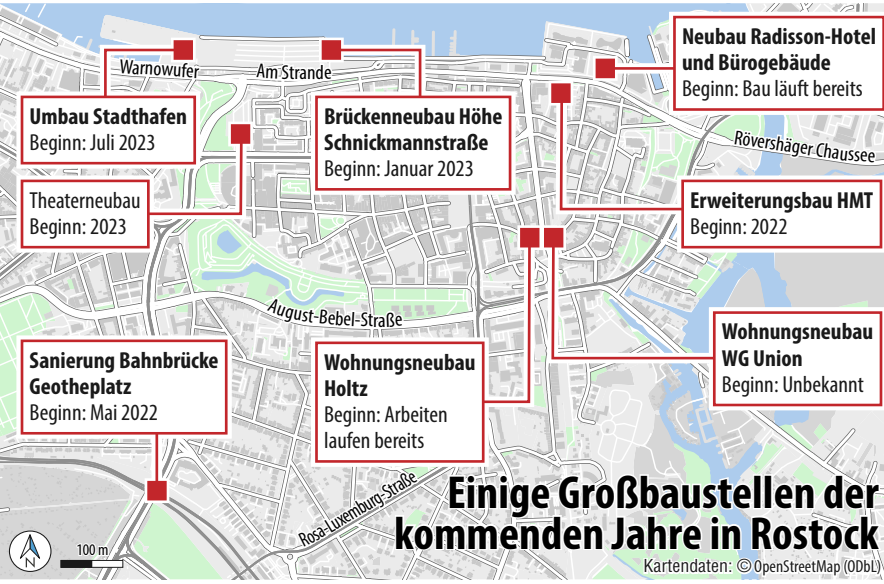 Warnowufer
Am Strande
Neubau Radisson-Hotel
und Bürogebäude
Beginn: Bau läuft bereits
Umbau Stadthafen
Beginn: Juli 2023
Brückenneubau Höhe
Schnickmannstraße
Beginn: Januar 2023
Rövershäger Chaussee
Theaterneubau
Beginn: 2023
Erweiterungsbau HMT
Beginn: 2022
August-Bebel-Straße
Sanierung Bahnbrücke
Geotheplatz
Beginn: Mai 2022
Wohnungsneubau
Holtz
Beginn: Arbeiten
laufen bereits
Wohnungsneubau
WG Union
Beginn: Unbekannt
Rosa-Luxemburg-Straße
Einige Großbaustellen der
kommenden Jahre in Rostock
N
100 m
Kartendaten: © OpenStreetMap (ODbL)